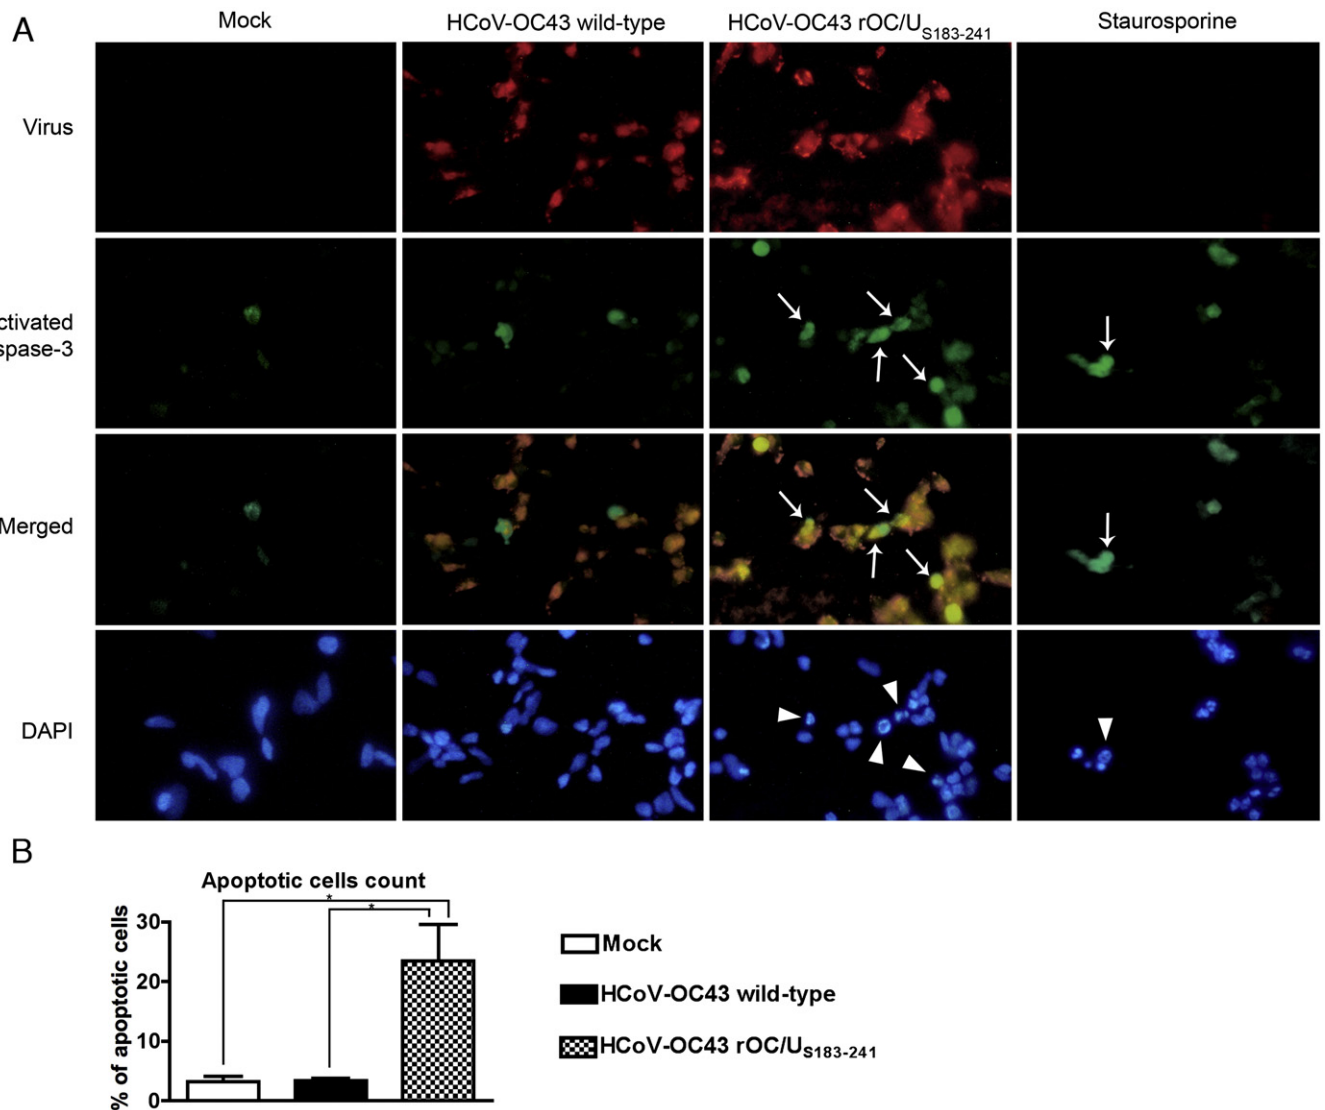 A
Mock
HCoV-OC43 wild-type
HCoV-OC43 rOC/US183-241
Staurosporine
Virus
ctivated
spase-3
Merged
DAPI
B
Apoptotic cells count
*
*
% of apoptotic cells
30
20
10
0
Mock
HCoV-OC43 wild-type
HCoV-OC43 rOC/US183-241